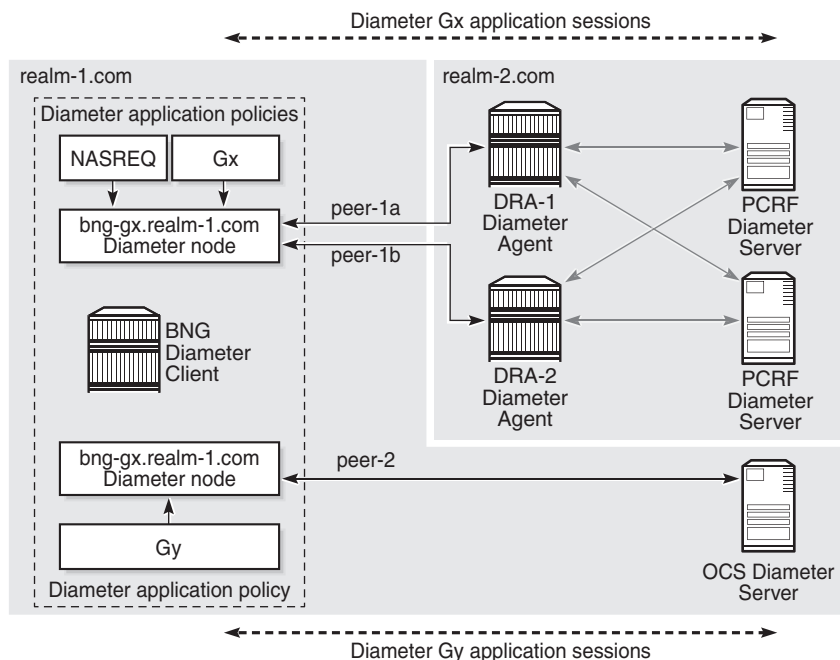 Diameter Gx application sessions
realm-1.com
realm-2.com
Diameter application policies
NASREQ
Gx
bng-gx.realm-1.com
Diameter node
peer-1a
peer-1b
DRA-1
Diameter
Agent
PCRF
Diameter
Server
BNG
Diameter
Client
DRA-2
Diameter
Agent
PCRF
Diameter
Server
bng-gx.realm-1.com
Diameter node
peer-2
Gy
Diameter application policy
OCS Diameter
Server
Diameter Gy application sessions